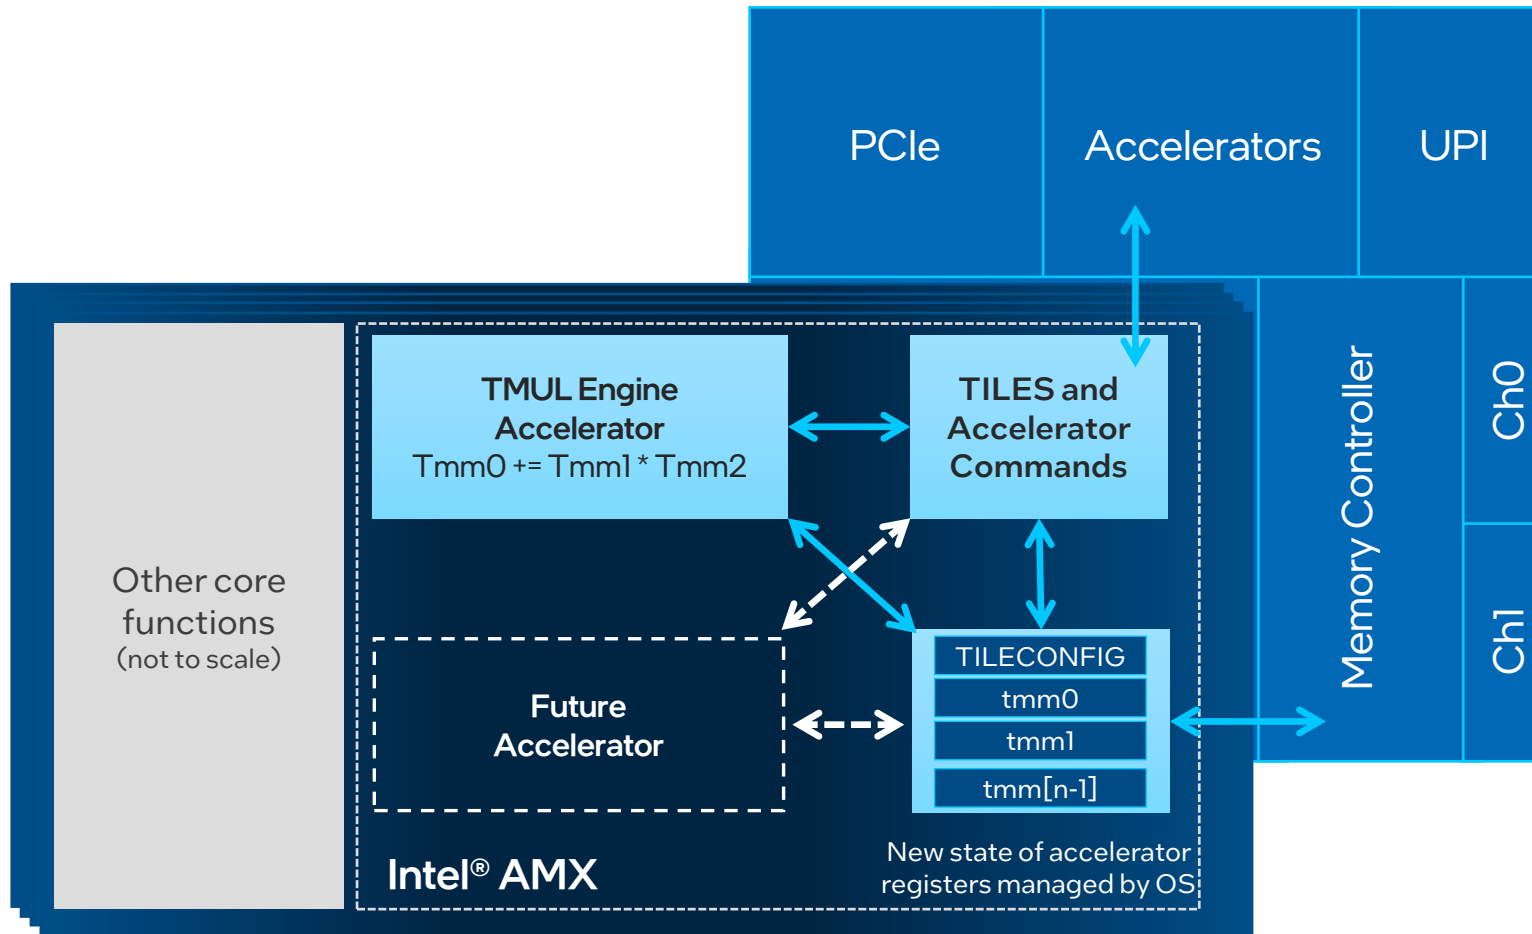 PCIe
Accelerators
UPI
TMUL Engine
Accelerator
Tmm0 += Tmm1 * Tmm2
TILES and
Accelerator
Commands
Memory Controller
Ch0
Ch1
Other core
functions
(not to scale)
Future
Accelerator
TILECONFIG
tmm0
tmm1
tmm[n-1]
Intel® AMX
New state of accelerator
registers managed by OS